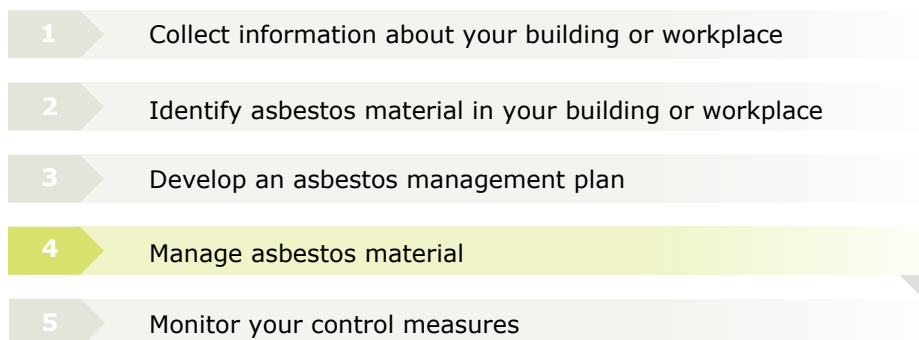 1 Collect information about your building or workplace
2 Identify asbestos material in your building or workplace
3 Develop an asbestos management plan
4 Manage asbestos material
5 Monitor your control measures